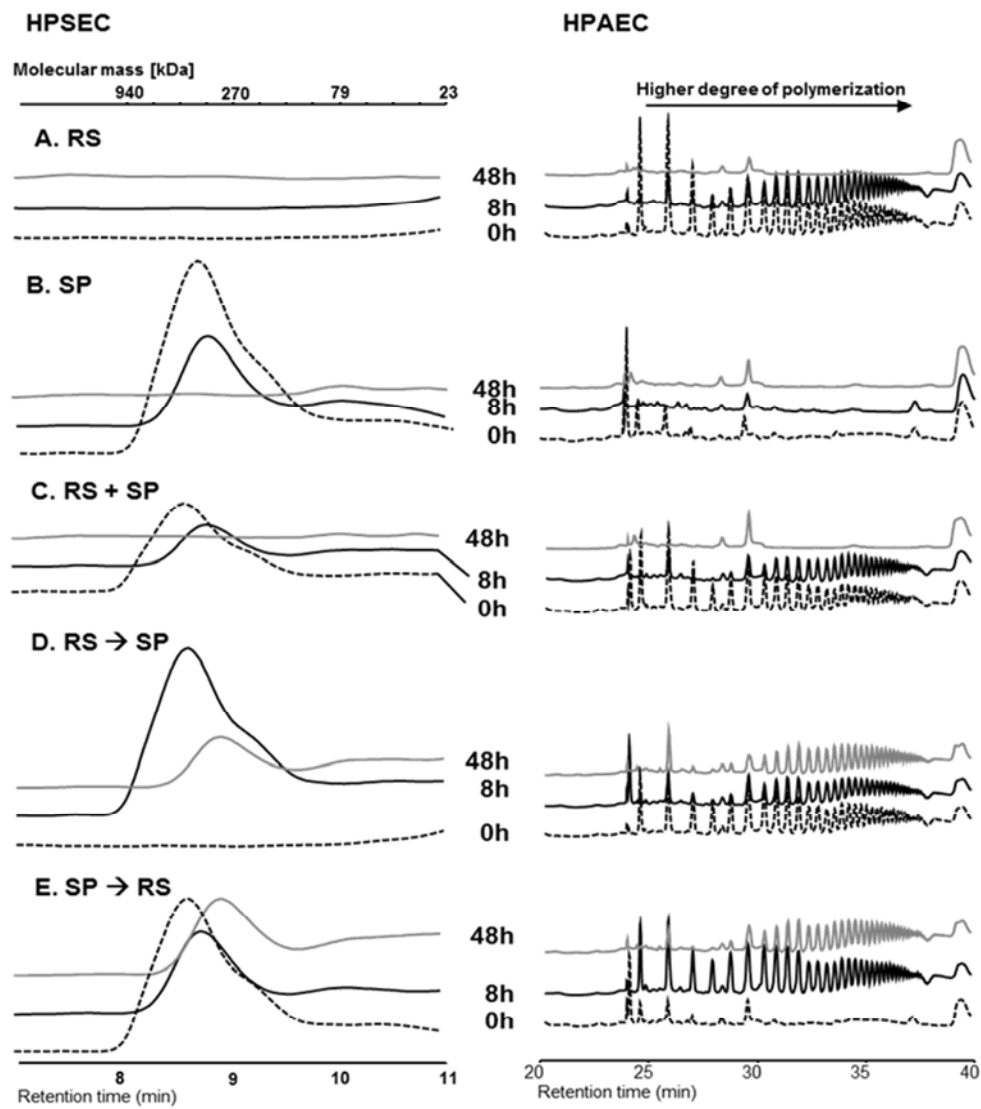 HPSEC
HPAEC
Molecular mass [kDa]
940 270 79 23
Higher degree of polymerization
A. RS
48h
8h
0h
B. SP
48h
8h
0h
C. RS + SP
48h
8h
0h
D. RS → SP
48h
8h
0h
E. SP → RS
48h
8h
0h
8 9 10 11
Retention time (min)
20 25 30 35 40
Retention time (min)